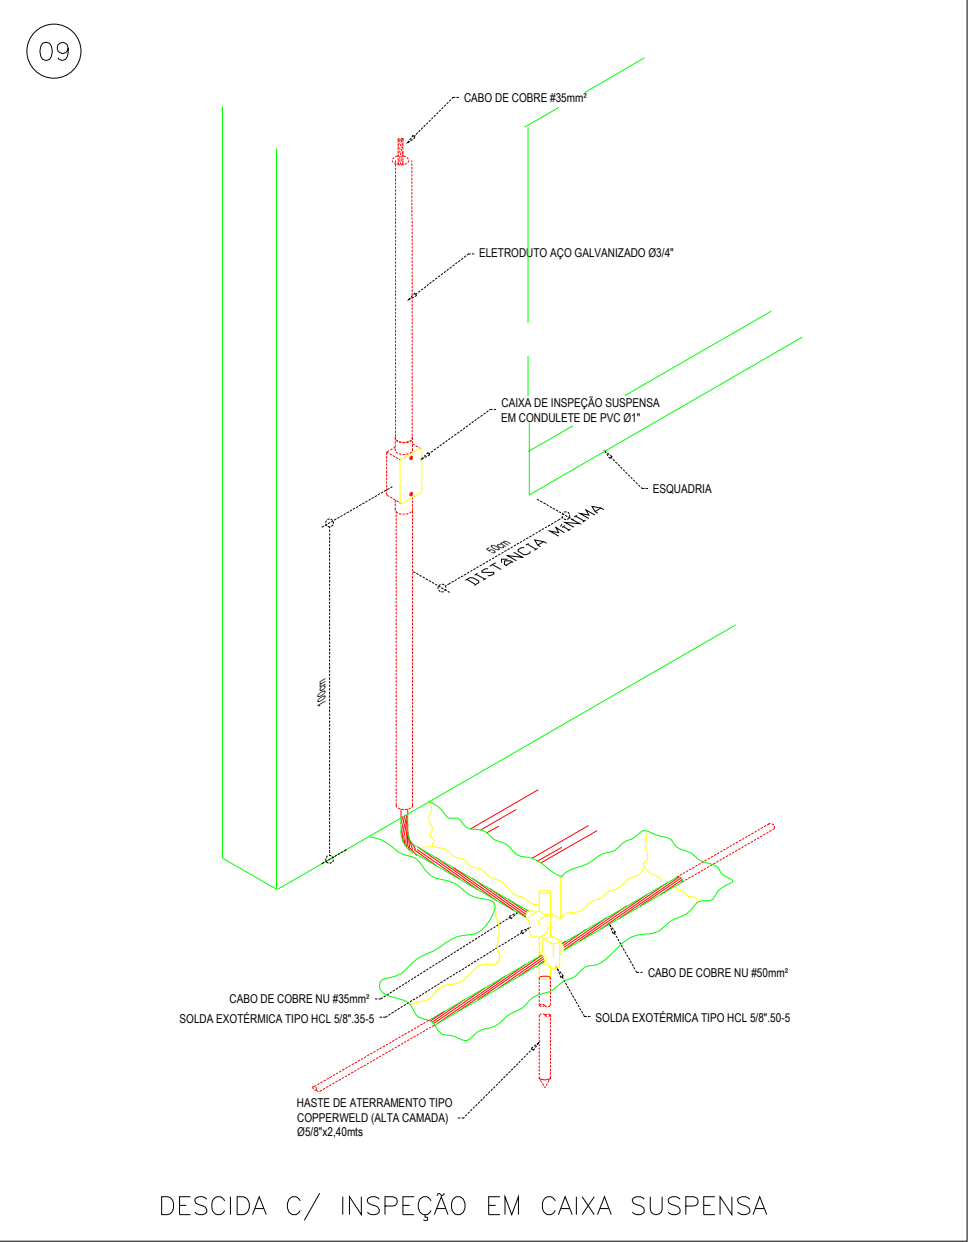 09
CABO DE COBRE #35mm²
ELETRODUTO AÇO GALVANIZADO Ø3/4"
CAIXA DE INSPEÇÃO SUSPENSA
EM CONDULETE DE PVC Ø1"
ESQUADRIA
50cm
DISTâNCIA MíNIMA
100cm
CABO DE COBRE NU #50mm²
CABO DE COBRE NU #35mm²
SOLDA EXOTÉRMICA TIPO HCL 5/8".35-5
SOLDA EXOTÉRMICA TIPO HCL 5/8".50-5
HASTE DE ATERRAMENTO TIPO
COPPERWELD (ALTA CAMADA)
Ø5/8"x2,40mts
DESCIDA C/ INSPEÇÃO EM CAIXA SUSPENSA